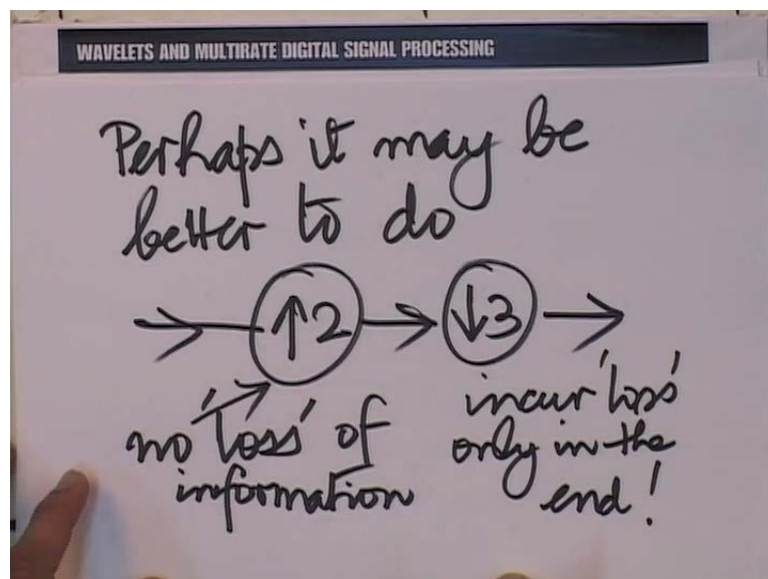 WAVELETS AND MULTIRATE DIGITAL SIGNAL PROCESSING
Perhaps it may be
better to do
↑2 ↓3
no 'loss' of
information
incur 'loss'
only in the
end!